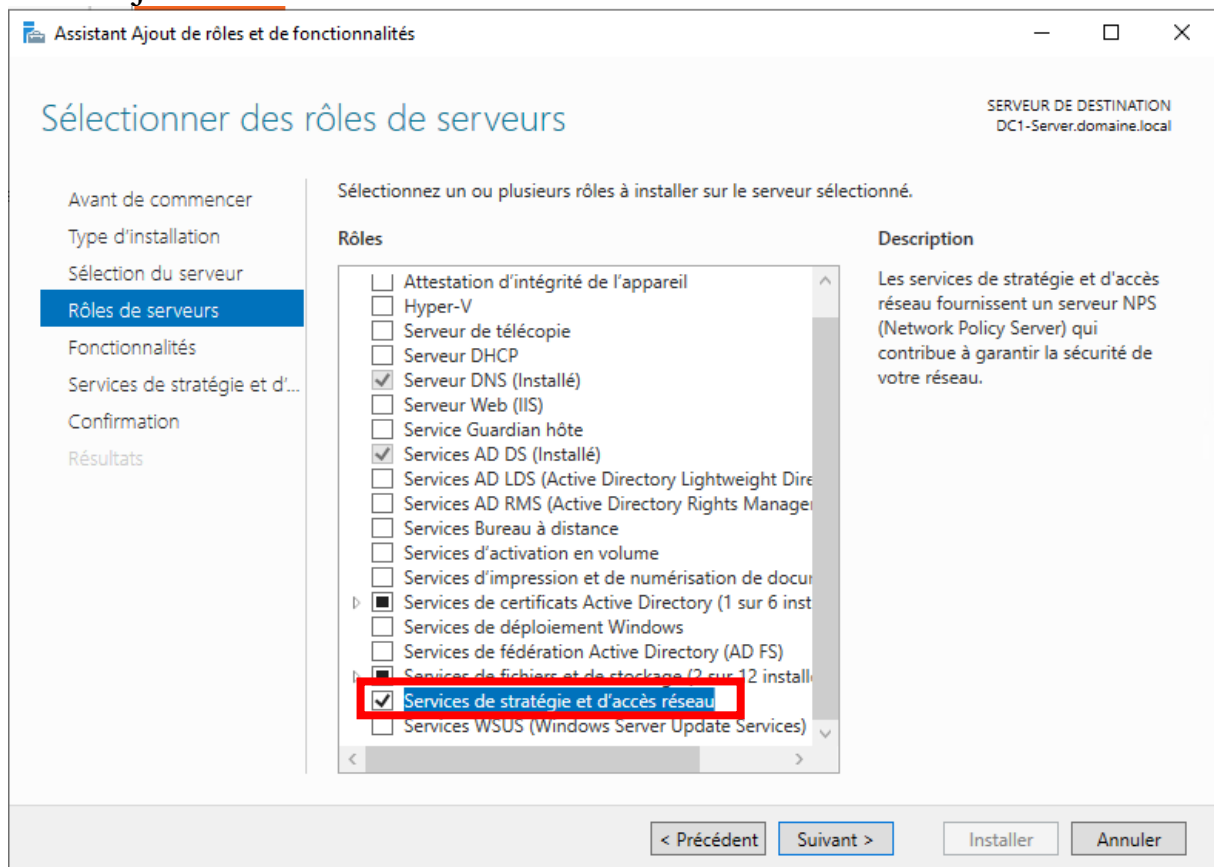 Assistant Ajout de rôles et de fonctionnalités
Sélectionner des rôles de serveurs
SERVEUR DE DESTINATION
DC1-Server.domaine.local
Avant de commencer
Type d'installation
Sélection du serveur
Rôles de serveurs
Fonctionnalités
Services de stratégie et d'...
Confirmation
Résultats
Sélectionnez un ou plusieurs rôles à installer sur le serveur sélectionné.
Rôles
Attestation d'intégrité de l'appareil
Hyper-V
Serveur de télécopie
Serveur DHCP
Serveur DNS (Installé)
Serveur Web (IIS)
Service Guardian hôte
Services AD DS (Installé)
Services AD LDS (Active Directory Lightweight Dire
Services AD RMS (Active Directory Rights Manage
Services Bureau à distance
Services d'activation en volume
Services d'impression et de numérisation de docu
Services de certificats Active Directory (1 sur 6 inst
Services de déploiement Windows
Services de fédération Active Directory (AD FS)
Services de fichiers et de stockage (2 sur 12 install
Services de stratégie et d'accès réseau
Services WSUS (Windows Server Update Services)
Description
Les services de stratégie et d'accès
réseau fournissent un serveur NPS
(Network Policy Server) qui
contribue à garantir la sécurité de
votre réseau.
< Précédent
Suivant >
Installer
Annuler